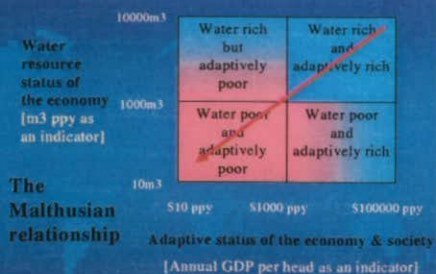 10000m3
Water
resource
status of
the economy
[m3 ppy as
an indicator]
1000m3
10m3
Water rich
but
adaptively
poor
Water rich
and
adaptively rich
Water poor
and
adaptively
poor
Water poor
and
adaptively rich
The
Malthusian
relationship
$10 ppy
$1000 ppy
$100000 ppy
Adaptive status of the economy & society
[Annual GDP per head as an indicator]